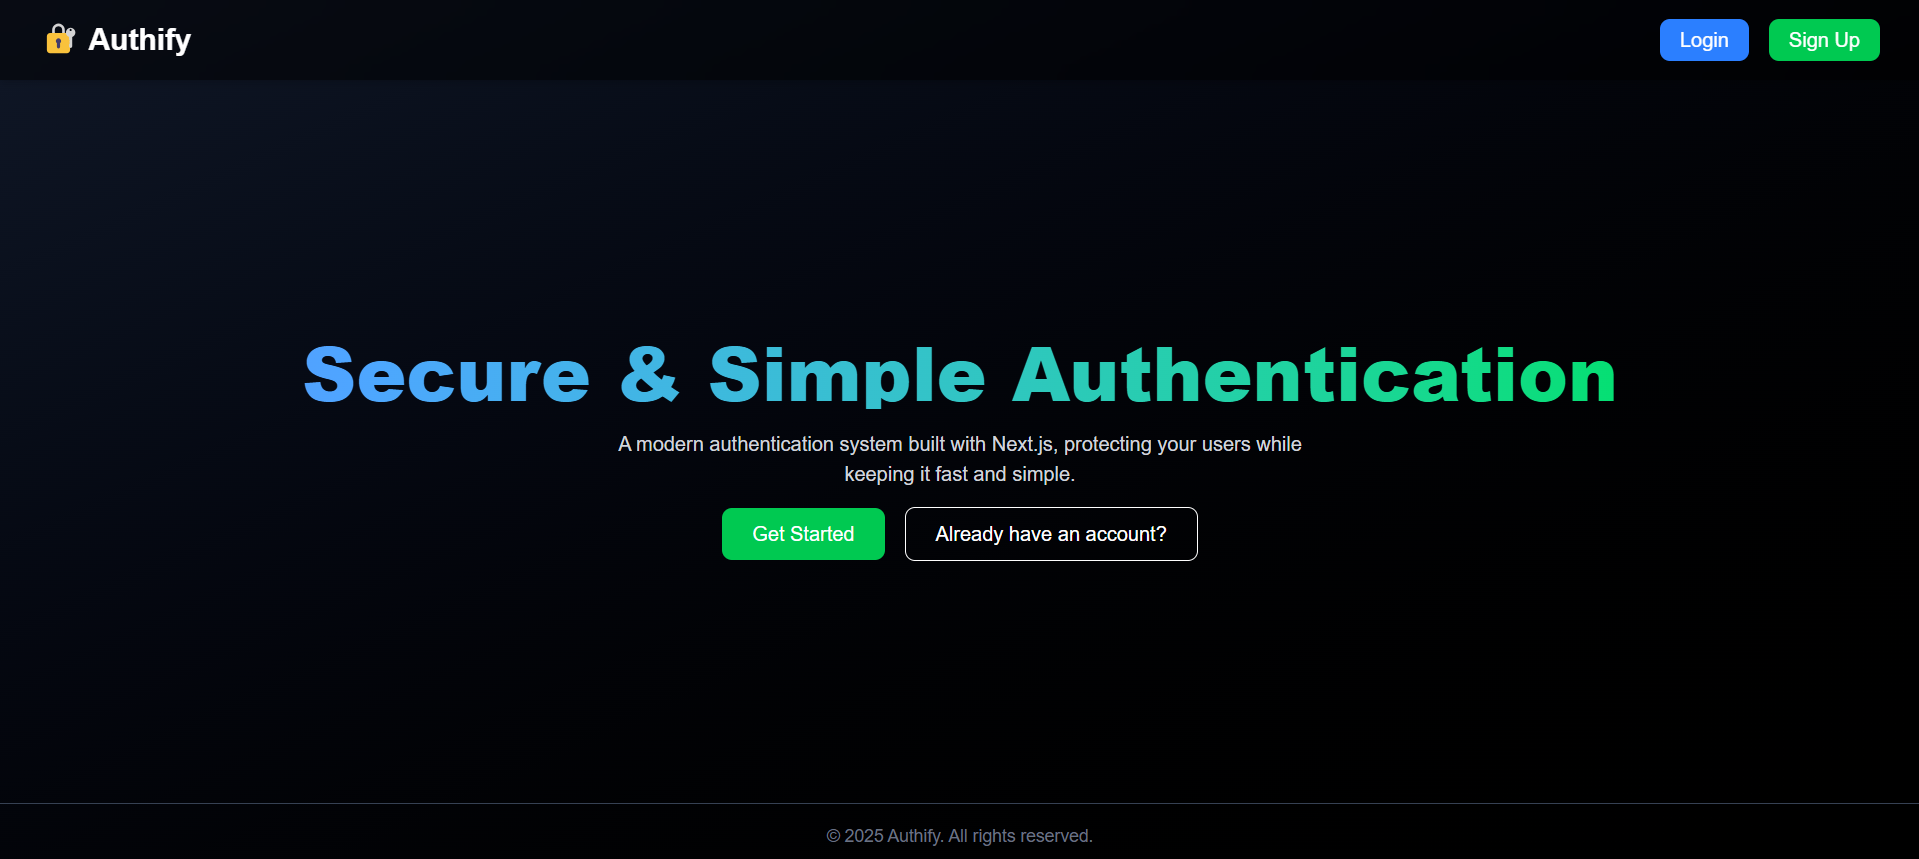 Authify
Login
Sign Up
Secure & Simple Authentication
A modern authentication system built with Next.js, protecting your users while
keeping it fast and simple.
Get Started
Already have an account?
© 2025 Authify. All rights reserved.